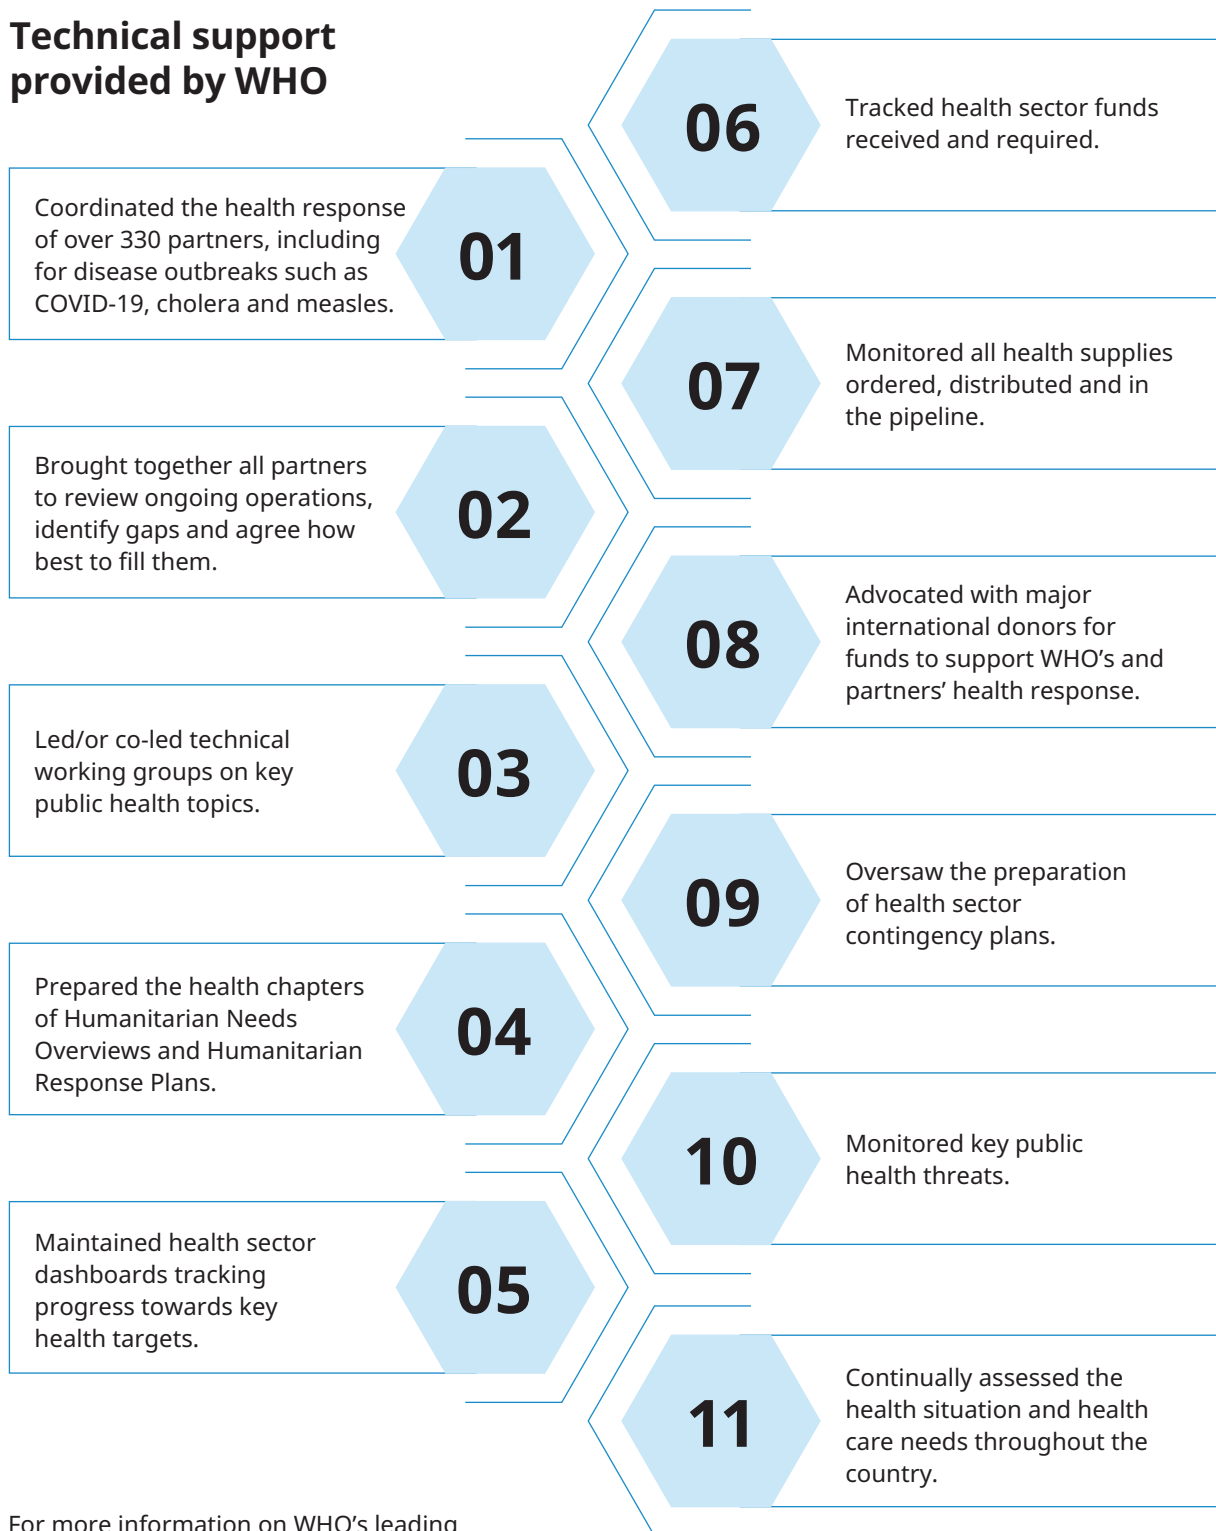 Technical support
provided by WHO
01
Coordinated the health response
of over 330 partners, including
for disease outbreaks such as
COVID-19, cholera and measles.
02
Brought together all partners
to review ongoing operations,
identify gaps and agree how
best to fill them.
03
Led/or co-led technical
working groups on key
public health topics.
04
Prepared the health chapters
of Humanitarian Needs
Overviews and Humanitarian
Response Plans.
05
Maintained health sector
dashboards tracking
progress towards key
health targets.
06
Tracked health sector funds
received and required.
07
Monitored all health supplies
ordered, distributed and in
the pipeline.
08
Advocated with major
international donors for
funds to support WHO’s and
partners’ health response.
09
Oversaw the preparation
of health sector
contingency plans.
10
Monitored key public
health threats.
11
Continually assessed the
health situation and health
care needs throughout the
country.
For more information on WHO’s leading